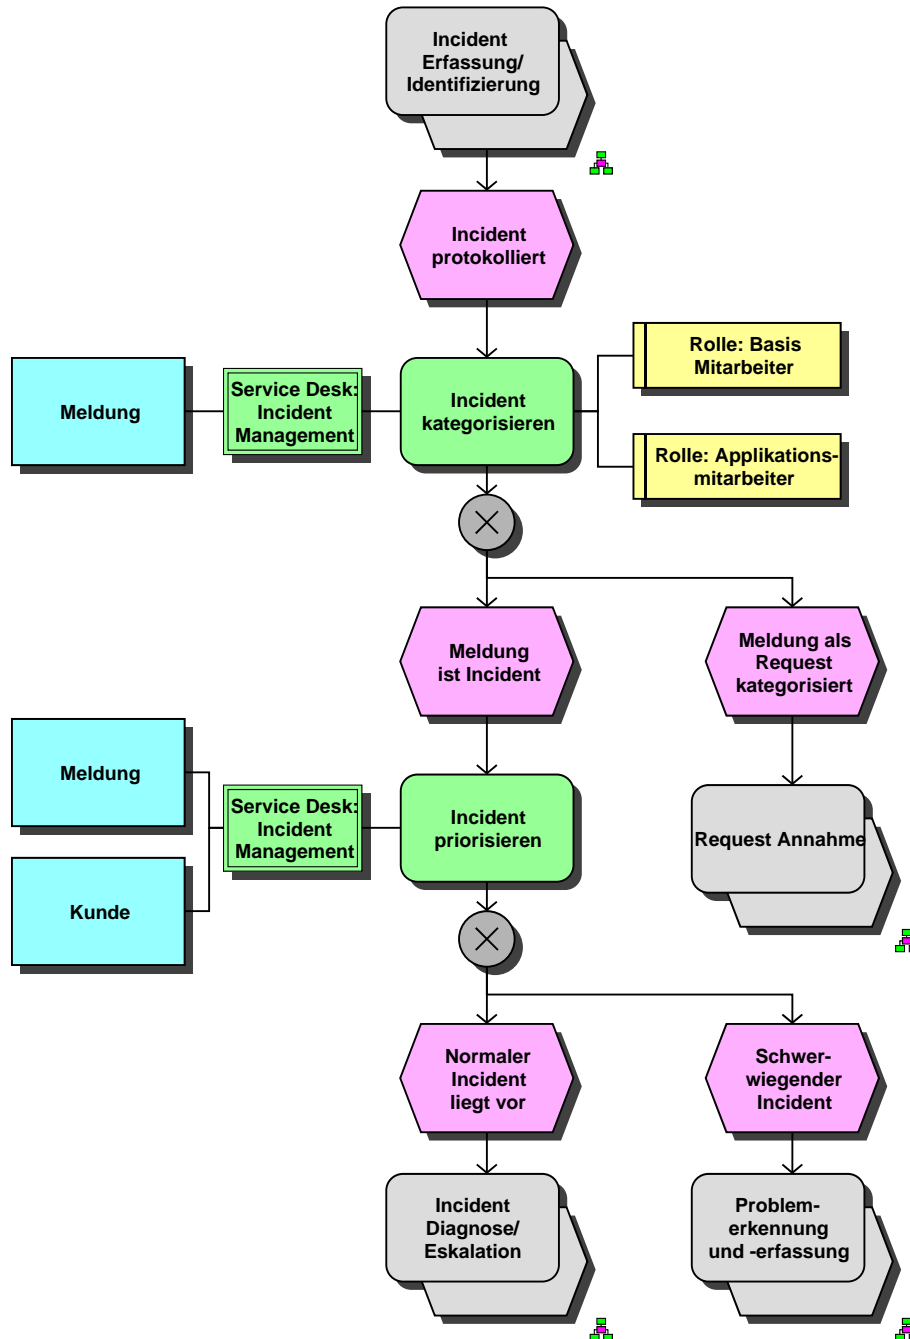 Incident
Erfassung/
Identifizierung
Incident
protokolliert
Meldung
Service Desk:
Incident
Management
Incident
kategorisieren
Rolle: Basis
Mitarbeiter
Rolle: Applikations-
mitarbeiter
Meldung
ist Incident
Meldung als
Request
kategorisiert
Meldung
Kunde
Service Desk:
Incident
Management
Incident
priorisieren
Request Annahme
Normaler
Incident
liegt vor
Schwer-
wiegender
Incident
Incident
Diagnose/
Eskalation
Problem-
erkennung
und -erfassung